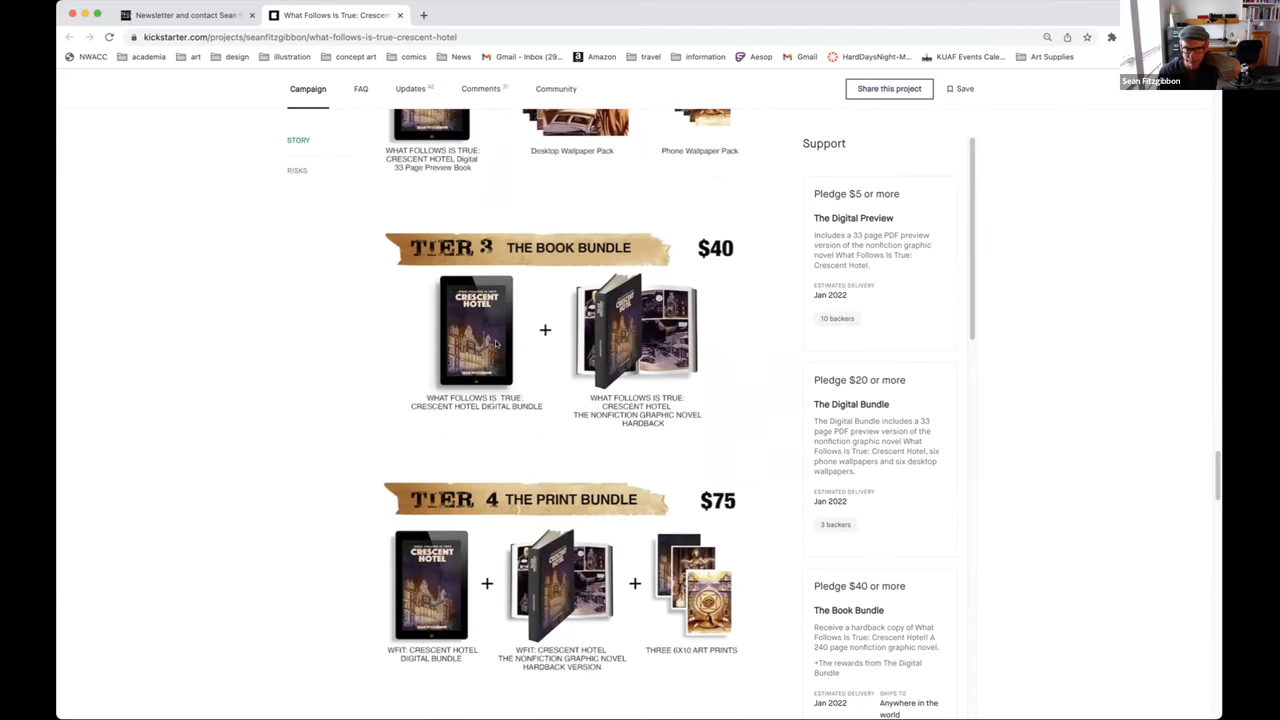 Newsletter and contact Sean F
What Follows Is True: Crescen
kickstarter.com/projects/seanfitzgibbon/what-follows-is-true-crescent-hotel
NWACC
academia
art
design
illustration
concept art
comics
News
Gmail - Inbox (29...
Amazon
travel
information
Aesop
Gmail
HardDaysNight-M...
KUAF Events Cale...
Art Supplies
Sean Fitzgibbon
Campaign
FAQ
Updates 42
Comments 31
Community
Share this project
Save
STORY
RISKS
WHAT FOLLOWS IS TRUE:
CRESCENT HOTEL Digital
33 Page Preview Book
Desktop Wallpaper Pack
Phone Wallpaper Pack
TIER 3 THE BOOK BUNDLE $40
CRESCENT
HOTEL
SEAN FITZGIBBON
+
WHAT FOLLOWS IS TRUE:
CRESCENT HOTEL DIGITAL BUNDLE
WHAT FOLLOWS IS TRUE:
CRESCENT HOTEL
THE NONFICTION GRAPHIC NOVEL
HARDBACK
TIER 4 THE PRINT BUNDLE $75
CRESCENT
HOTEL
SEAN FITZGIBBON
+
+
WFIT: CRESCENT HOTEL
DIGITAL BUNDLE
WFIT: CRESCENT HOTEL
THE NONFICTION GRAPHIC NOVEL
HARDBACK VERSION
THREE 6X10 ART PRINTS
Support
Pledge $5 or more
The Digital Preview
Includes a 33 page PDF preview
version of the nonfiction graphic
novel What Follows Is True:
Crescent Hotel.
ESTIMATED DELIVERY
Jan 2022
10 backers
Pledge $20 or more
The Digital Bundle
The Digital Bundle includes a 33
page PDF preview version of the
nonfiction graphic novel What
Follows Is True: Crescent Hotel, six
phone wallpapers and six desktop
wallpapers.
ESTIMATED DELIVERY
Jan 2022
3 backers
Pledge $40 or more
The Book Bundle
Receive a hardback copy of What
Follows Is True: Crescent Hotel! A
240 page nonfiction graphic novel.
+The rewards from The Digital
Bundle
ESTIMATED DELIVERY
Jan 2022
SHIPS TO
Anywhere in the
world